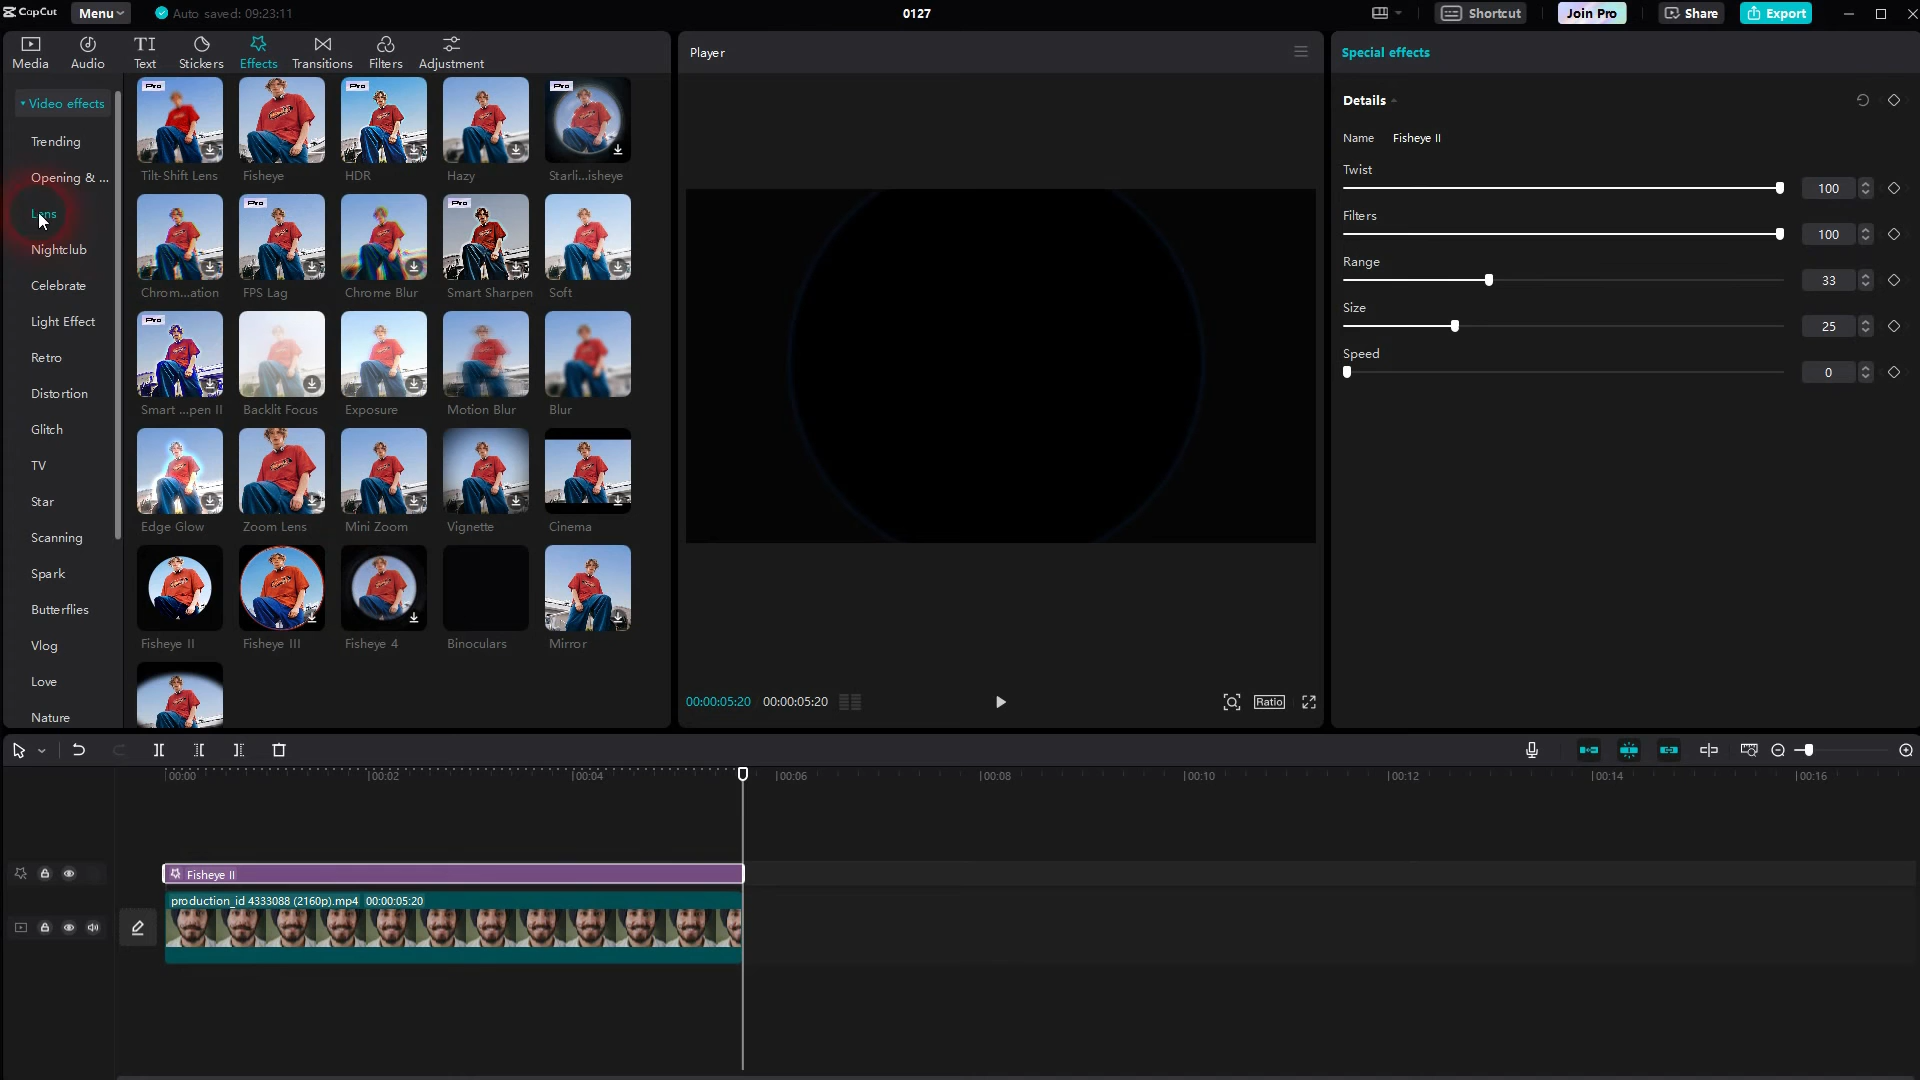 CapCut Menu Auto saved: 09:23:11 0127 Shortcut Join Pro Share Export
Media Audio Text Stickers Effects Transitions Filters Adjustment
Video effects
Trending
Opening & ...
Lens
Nightclub
Celebrate
Light Effect
Retro
Distortion
Glitch
TV
Star
Scanning
Spark
Butterflies
Vlog
Love
Nature
Pro Pro Pro
Tilt-Shift Lens Fisheye HDR Hazy Starli...isheye
Pro Pro
Chrom...ation FPS Lag Chrome Blur Smart Sharpen Soft
Pro
Smart ...pen II Backlit Focus Exposure Motion Blur Blur
Edge Glow Zoom Lens Mini Zoom Vignette Cinema
Fisheye II Fisheye III Fisheye 4 Binoculars Mirror
Player
00:00:05:20 00:00:05:20 Ratio
Special effects
Details
Name Fisheye II
Twist
100
Filters
100
Range
33
Size
25
Speed
0
00:00 00:02 00:04 00:06 00:08 00:10 00:12 00:14 00:16
Fisheye II
production_id 4333088 (2160p).mp4 00:00:05:20